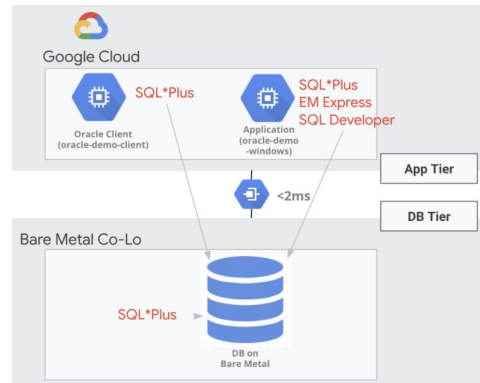 Google Cloud
SQL*Plus
SQL*Plus
EM Express
SQL Developer
Oracle Client
(oracle-demo-client)
Application
(oracle-demo
-windows)
App Tier
<2ms
DB Tier
Bare Metal Co-Lo
SQL*Plus
DB on
Bare Metal